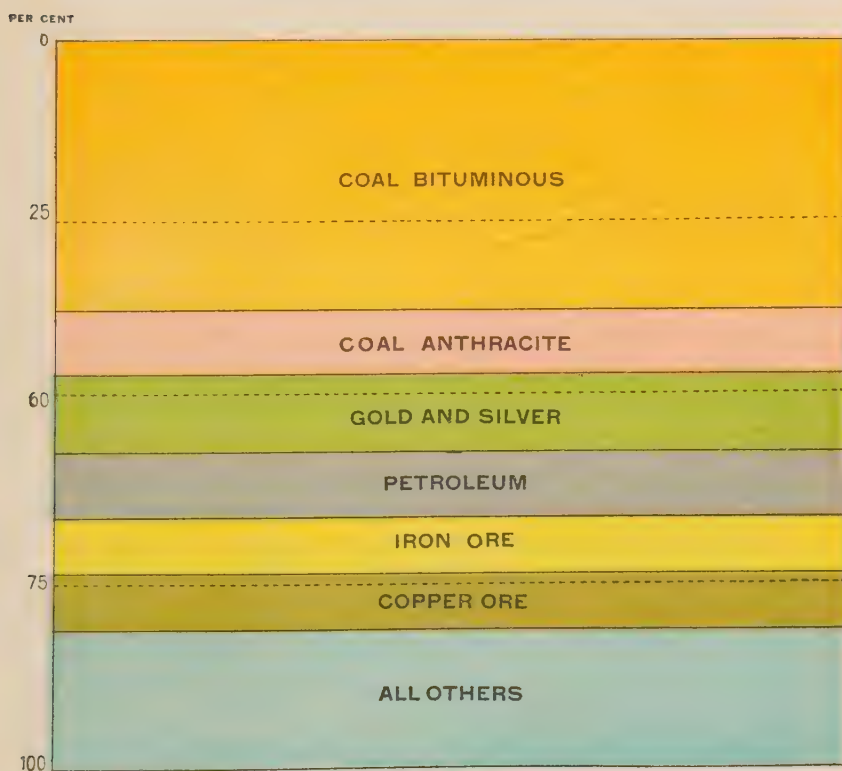 PER CENT
0
COAL BITUMINOUS
25
COAL ANTHRACITE
60
GOLD AND SILVER
PETROLEUM
IRON ORE
75
COPPER ORE
ALL OTHERS
100